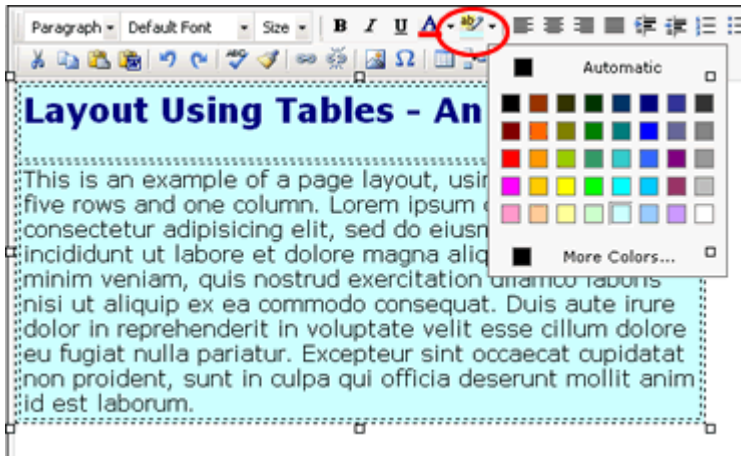 Paragraph Default Font Size B I U A ab
ABC Ω
Automatic
Layout Using Tables - An
This is an example of a page layout,
five rows and one column. Lorem ipsum
consectetur adipisicing elit, sed do
incididunt ut labore et dolore magna
minim veniam, quis nostrud exercitation ullamco laboris
More Colors...
nisi ut aliquip ex ea commodo consequat. Duis aute irure
dolor in reprehenderit in voluptate velit esse cillum dolore
eu fugiat nulla pariatur. Excepteur sint occaecat cupidatat
non proident, sunt in culpa qui officia deserunt mollit anim
id est laborum.